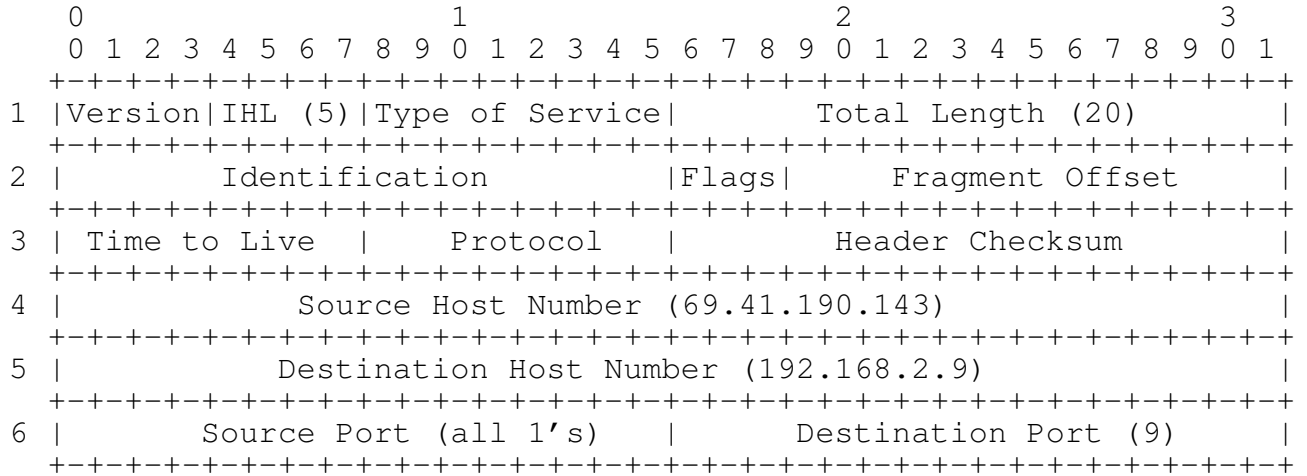 0                   1                   2                   3
0 1 2 3 4 5 6 7 8 9 0 1 2 3 4 5 6 7 8 9 0 1 2 3 4 5 6 7 8 9 0 1
+-+-+-+-+-+-+-+-+-+-+-+-+-+-+-+-+-+-+-+-+-+-+-+-+-+-+-+-+-+-+-+-+
1 |Version|IHL (5)|Type of Service|       Total Length (20)       |
+-+-+-+-+-+-+-+-+-+-+-+-+-+-+-+-+-+-+-+-+-+-+-+-+-+-+-+-+-+-+-+-+
2 |        Identification         |Flags|     Fragment Offset     |
+-+-+-+-+-+-+-+-+-+-+-+-+-+-+-+-+-+-+-+-+-+-+-+-+-+-+-+-+-+-+-+-+
3 | Time to Live  |   Protocol    |        Header Checksum        |
+-+-+-+-+-+-+-+-+-+-+-+-+-+-+-+-+-+-+-+-+-+-+-+-+-+-+-+-+-+-+-+-+
4 |            Source Host Number (69.41.190.143)                 |
+-+-+-+-+-+-+-+-+-+-+-+-+-+-+-+-+-+-+-+-+-+-+-+-+-+-+-+-+-+-+-+-+
5 |           Destination Host Number (192.168.2.9)               |
+-+-+-+-+-+-+-+-+-+-+-+-+-+-+-+-+-+-+-+-+-+-+-+-+-+-+-+-+-+-+-+-+
6 |       Source Port (all 1’s)   |      Destination Port (9)     |
+-+-+-+-+-+-+-+-+-+-+-+-+-+-+-+-+-+-+-+-+-+-+-+-+-+-+-+-+-+-+-+-+